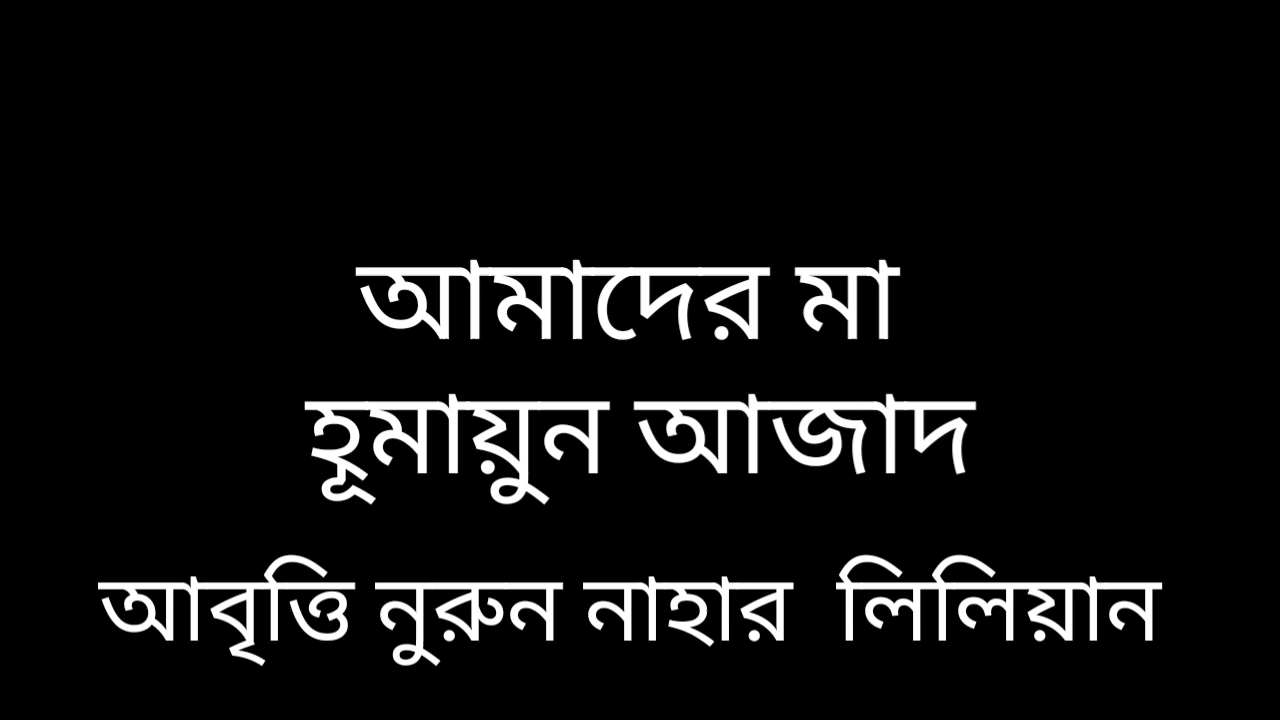 আমাদের মা
হূমায়ুন আজাদ
আবৃত্তি নুরুন নাহার লিলিয়ান